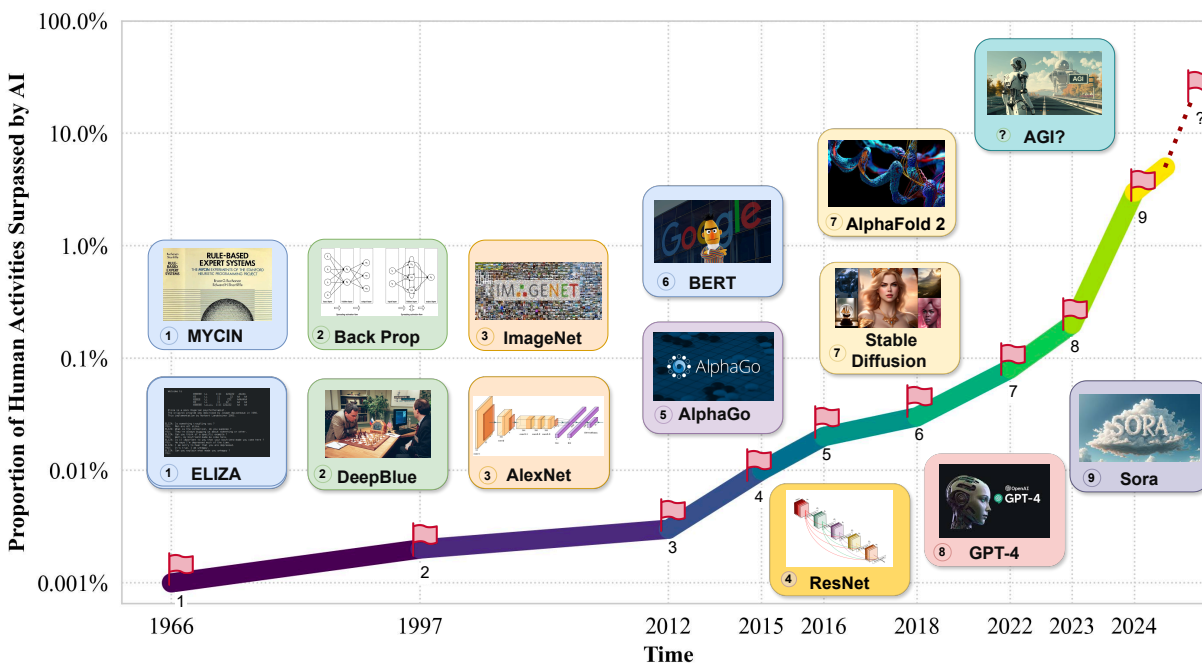 100.0%
10.0%
1.0%
0.1%
0.01%
0.001%
Proportion of Human Activities Surpassed by AI
RULE-BASED
EXPERT SYSTEMS
1 MYCIN
2 Back Prop
IMAGENET
3 ImageNet
1 ELIZA
2 DeepBlue
3 AlexNet
Google
6 BERT
AlphaGo
5 AlphaGo
7 AlphaFold 2
7 Stable
Diffusion
AGI
? AGI?
4 ResNet
OpenAI
GPT-4
8 GPT-4
SORA
9 Sora
1
2
3
4
5
6
7
8
9
?
1966
1997
2012
2015
2016
2018
2022
2023
2024
Time